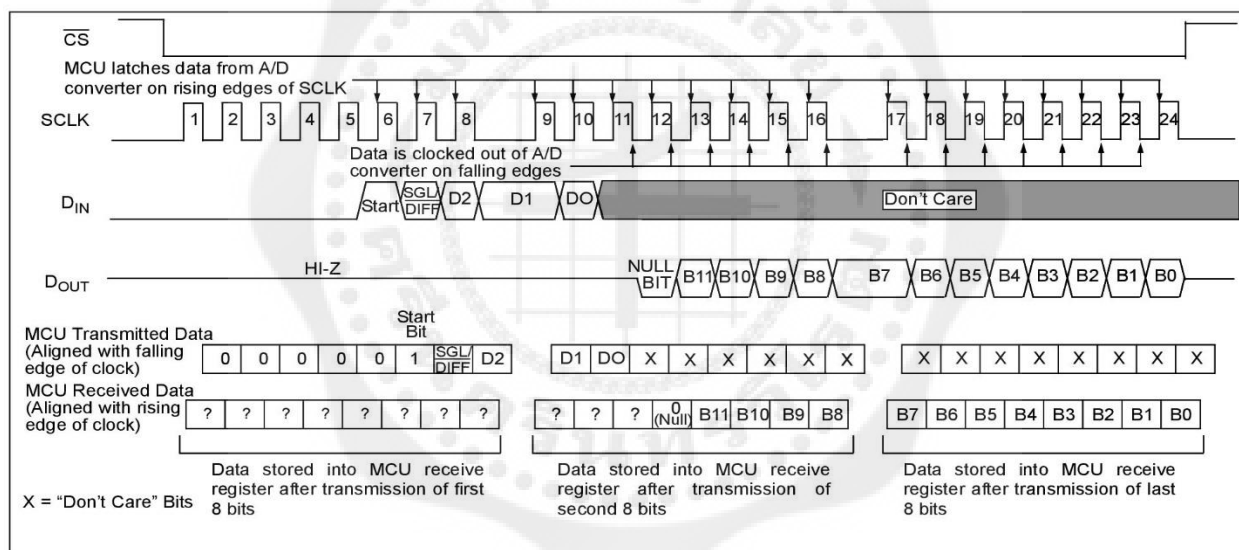 CS
MCU latches data from A/D
converter on rising edges of SCLK
SCLK
1 2 3 4 5 6 7 8 9 10 11 12 13 14 15 16 17 18 19 20 21 22 23 24
Data is clocked out of A/D
converter on falling edges
DIN
Start SGL/DIFF D2 D1 DO Don't Care
HI-Z
DOUT
NULL BIT B11 B10 B9 B8 B7 B6 B5 B4 B3 B2 B1 B0
Start
Bit
MCU Transmitted Data
(Aligned with falling
edge of clock)
0 0 0 0 0 1 SGL/DIFF D2 D1 DO X X X X X X X X X X X X X X
MCU Received Data
(Aligned with rising
edge of clock)
? ? ? ? ? ? ? ? ? ? ? 0 (Null) B11 B10 B9 B8 B7 B6 B5 B4 B3 B2 B1 B0
Data stored into MCU receive
register after transmission of first
8 bits
Data stored into MCU receive
register after transmission of
second 8 bits
Data stored into MCU receive
register after transmission of last
8 bits
X = “Don't Care” Bits